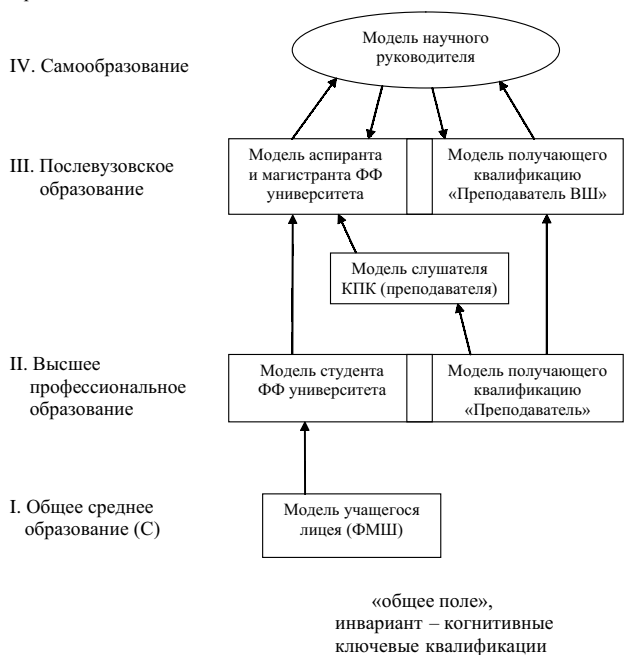 Модель научного
руководителя
IV. Самообразование
III. Послевузовское
образование
Модель аспиранта
и магистранта ФФ
университета
Модель получающего
квалификацию
«Преподаватель ВШ»
Модель слушателя
КПК (преподавателя)
II. Высшее
профессиональное
образование
Модель студента
ФФ университета
Модель получающего
квалификацию
«Преподаватель»
I. Общее среднее
образование (С)
Модель учащегося
лицея (ФМШ)
«общее поле»,
инвариант – когнитивные
ключевые квалификации